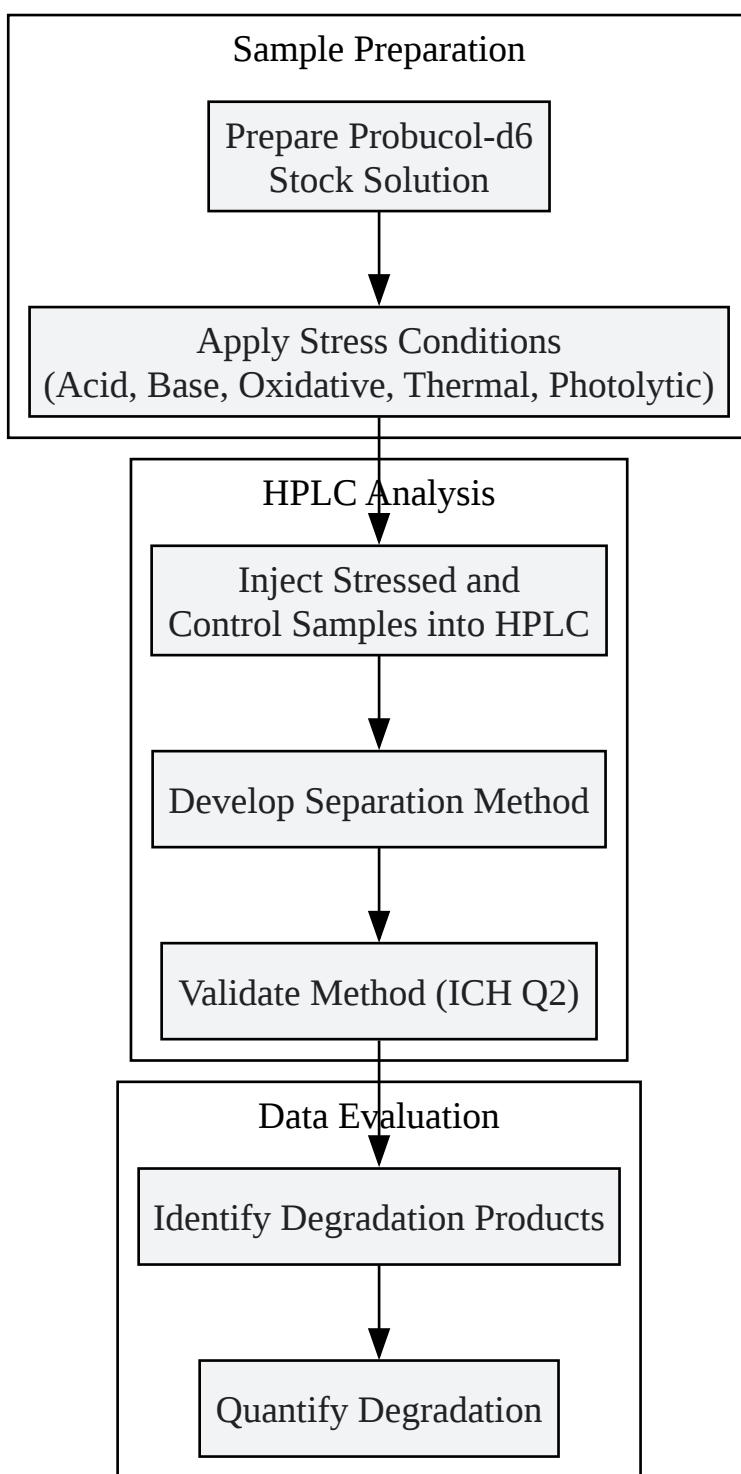 Sample Preparation
Prepare Probucol-d6
Stock Solution
Apply Stress Conditions
(Acid, Base, Oxidative, Thermal, Photolytic)
HPLC Analysis
Inject Stressed and
Control Samples into HPLC
Develop Separation Method
Validate Method (ICH Q2)
Data Evaluation
Identify Degradation Products
Quantify Degradation